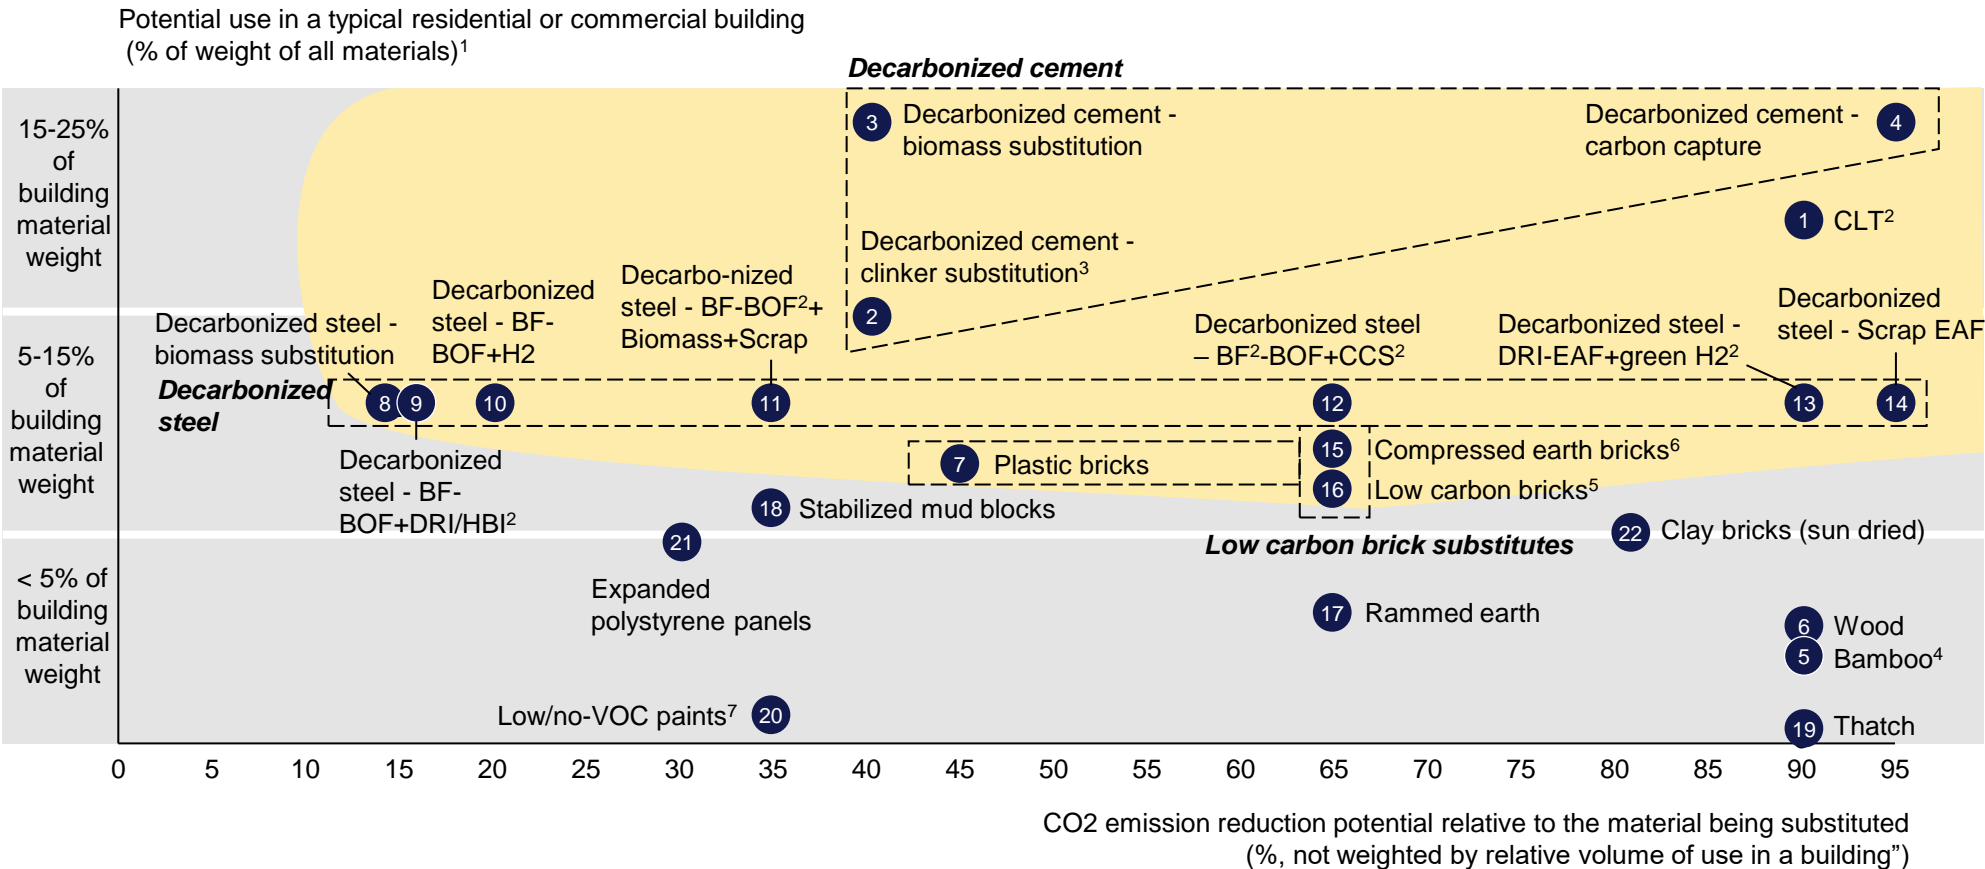 Potential use in a typical residential or commercial building
(% of weight of all materials)1
Decarbonized cement
15-25%
of
building
material
weight
3
Decarbonized cement -
biomass substitution
Decarbonized cement -
carbon capture
4
1
CLT2
Decarbonized cement -
clinker substitution3
2
5-15%
of
building
material
weight
Decarbonized steel -
biomass substitution
Decarbonized
steel - BF-
BOF+H2
Decarbo-nized
steel - BF-BOF2+
Biomass+Scrap
Decarbonized steel
– BF2-BOF+CCS2
Decarbonized steel -
DRI-EAF+green H22
Decarbonized
steel - Scrap EAF
Decarbonized
steel
8
9
10
11
12
13
14
Decarbonized
steel - BF-
BOF+DRI/HBI2
7
Plastic bricks
15
Compressed earth bricks6
16
Low carbon bricks5
18
Stabilized mud blocks
Low carbon brick substitutes
21
Expanded
polystyrene panels
22
Clay bricks (sun dried)
< 5% of
building
material
weight
17
Rammed earth
6
Wood
5
Bamboo4
Low/no-VOC paints7
20
19
Thatch
0 5 10 15 20 25 30 35 40 45 50 55 60 65 70 75 80 85 90 95
CO2 emission reduction potential relative to the material being substituted
(%, not weighted by relative volume of use in a building”)